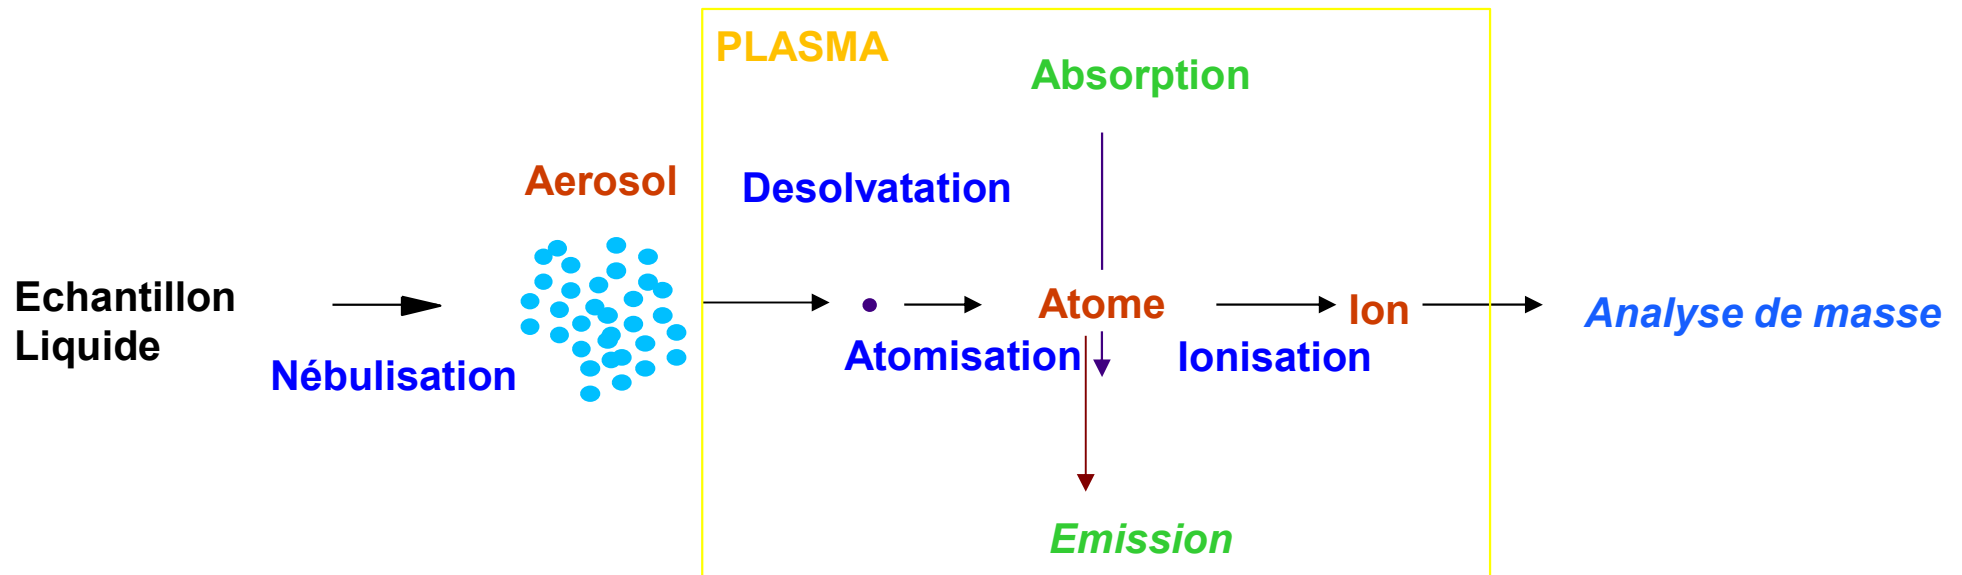 PLASMA
Absorption
Aerosol
Desolvatation
Echantillon
Liquide
Atome
Ion
Analyse de masse
Nébulisation
Atomisation
Ionisation
Emission